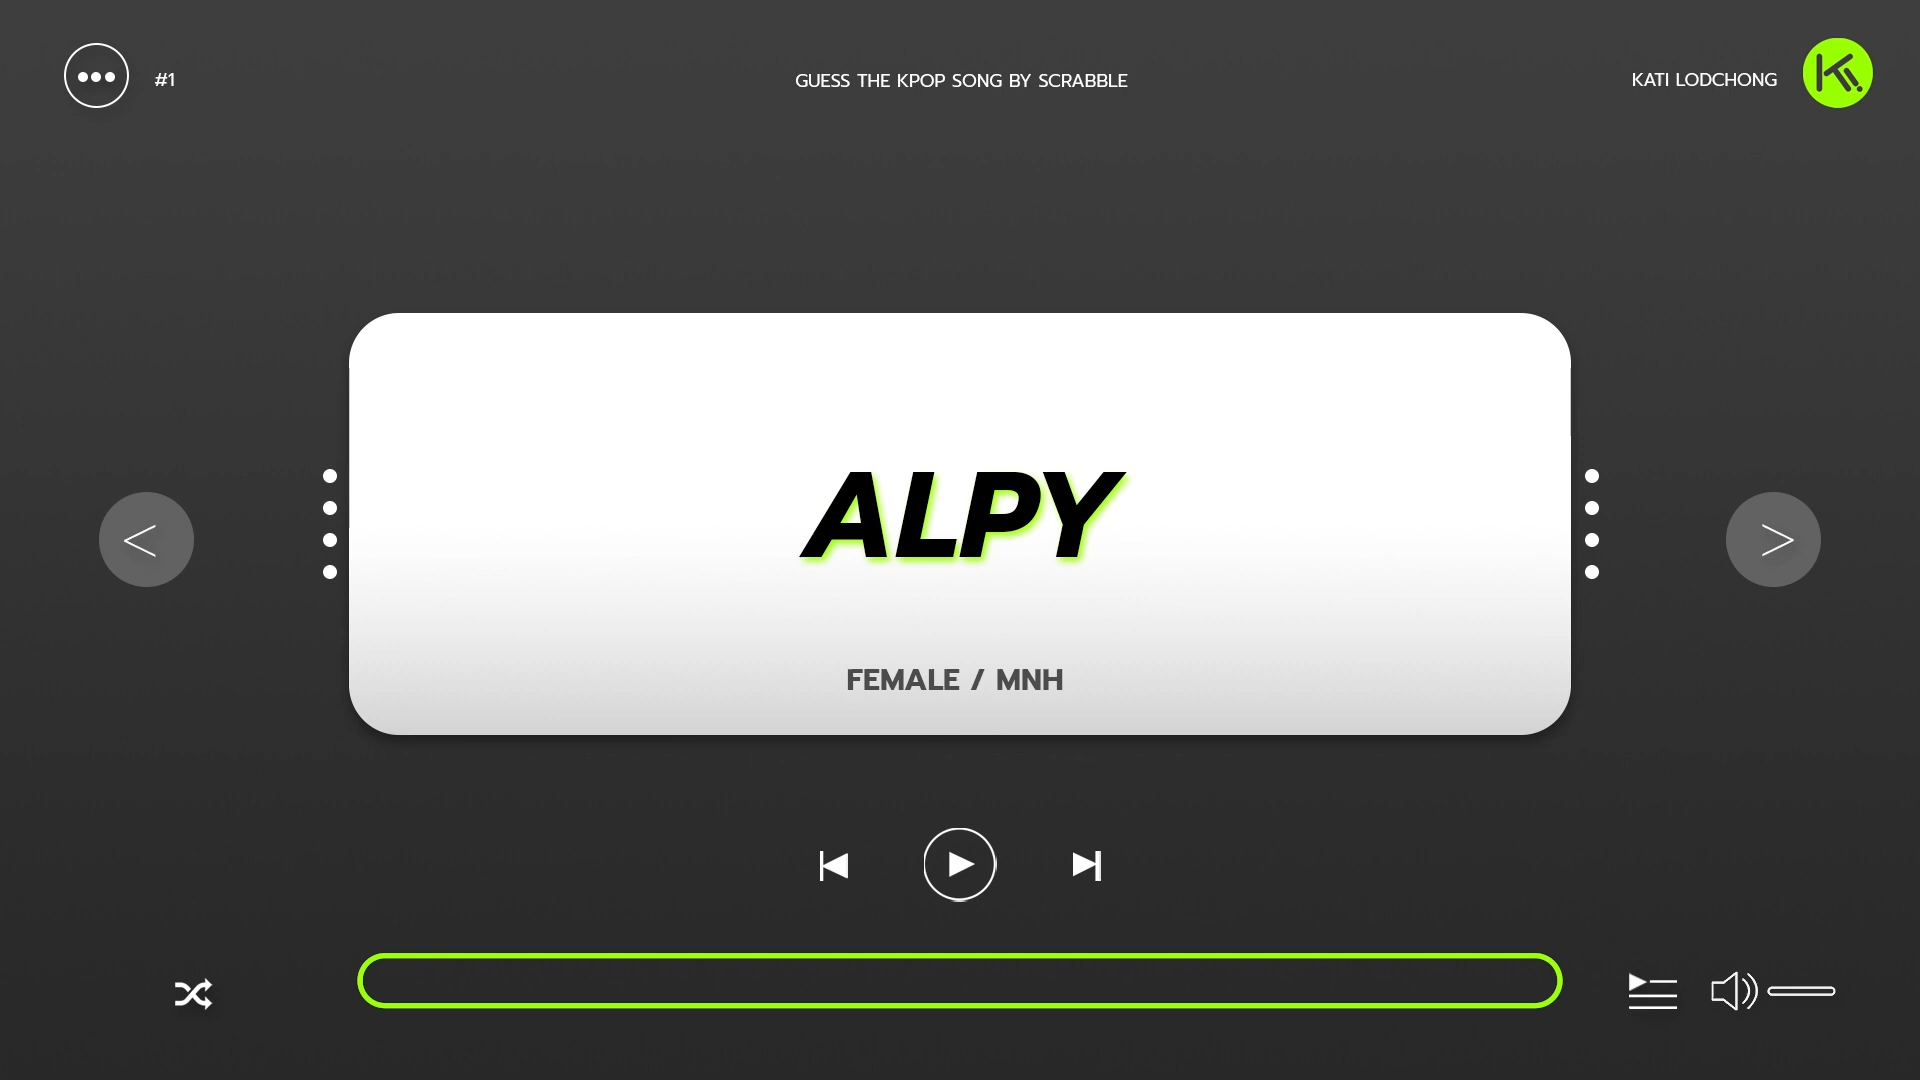 #1
GUESS THE KPOP SONG BY SCRABBLE
KATI LODCHONG
K.
<
ALPY
>
FEMALE / MNH